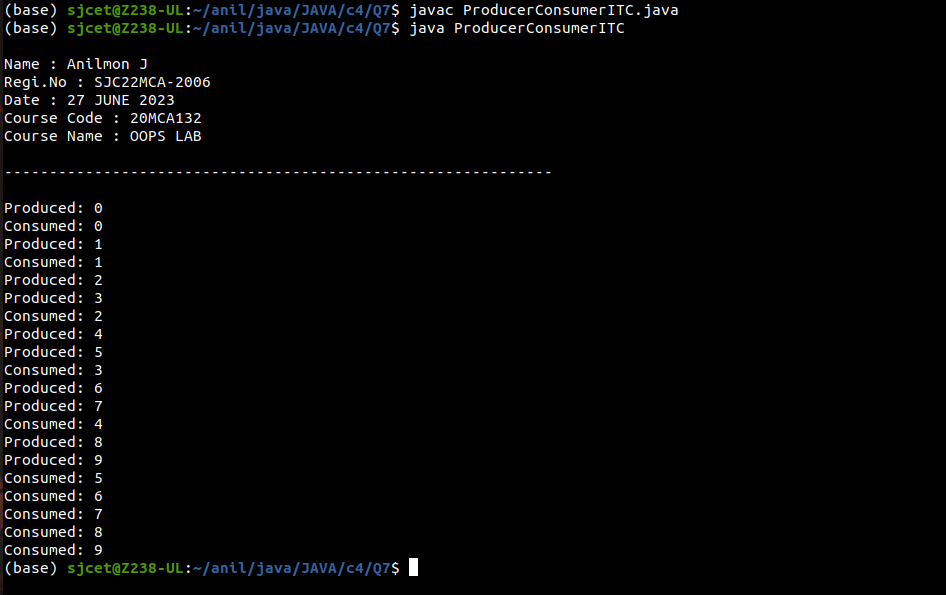 (base) sjcet@Z238-UL:~/anil/java/JAVA/c4/Q7$ javac ProducerConsumerITC.java
(base) sjcet@Z238-UL:~/anil/java/JAVA/c4/Q7$ java ProducerConsumerITC
Name : Anilmon J
Regi.No : SJC22MCA-2006
Date : 27 JUNE 2023
Course Code : 20MCA132
Course Name : OOPS LAB
-------------------------------------------------------------
Produced: 0
Consumed: 0
Produced: 1
Consumed: 1
Produced: 2
Produced: 3
Consumed: 2
Produced: 4
Produced: 5
Consumed: 3
Produced: 6
Produced: 7
Consumed: 4
Produced: 8
Produced: 9
Consumed: 5
Consumed: 6
Consumed: 7
Consumed: 8
Consumed: 9
(base) sjcet@Z238-UL:~/anil/java/JAVA/c4/Q7$